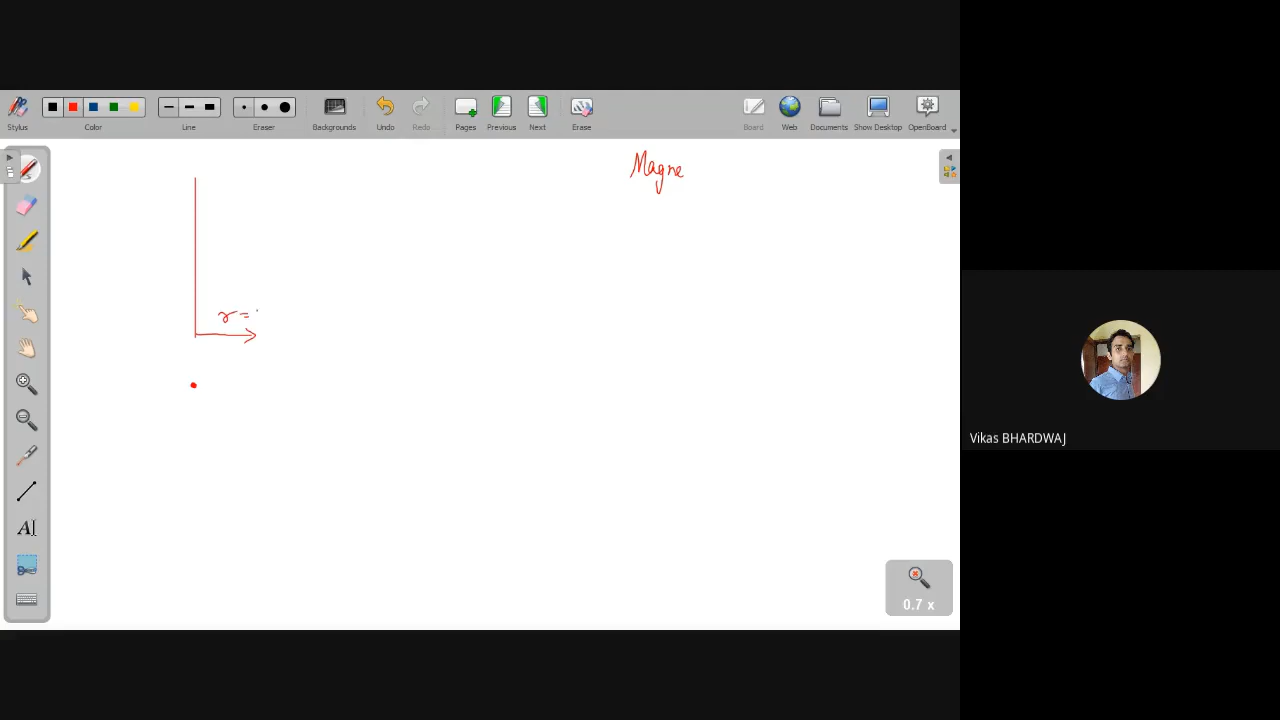 Stylus Color Line Eraser Backgrounds Undo Redo Pages Previous Next Erase Board Web Documents Show Desktop OpenBoard
Magne
r =
A
Vikas BHARDWAJ
0.7 x